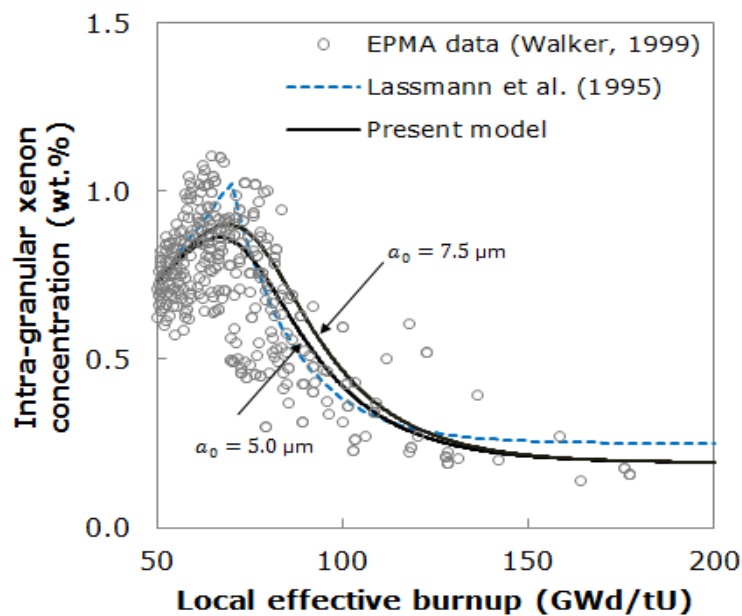 1.5
EPMA data (Walker, 1999)
Lassmann et al. (1995)
Present model
1.0
a₀ = 7.5 µm
0.5
a₀ = 5.0 µm
0.0
50
100
150
200
Intra-granular xenon
concentration (wt.%)
Local effective burnup (GWd/tU)